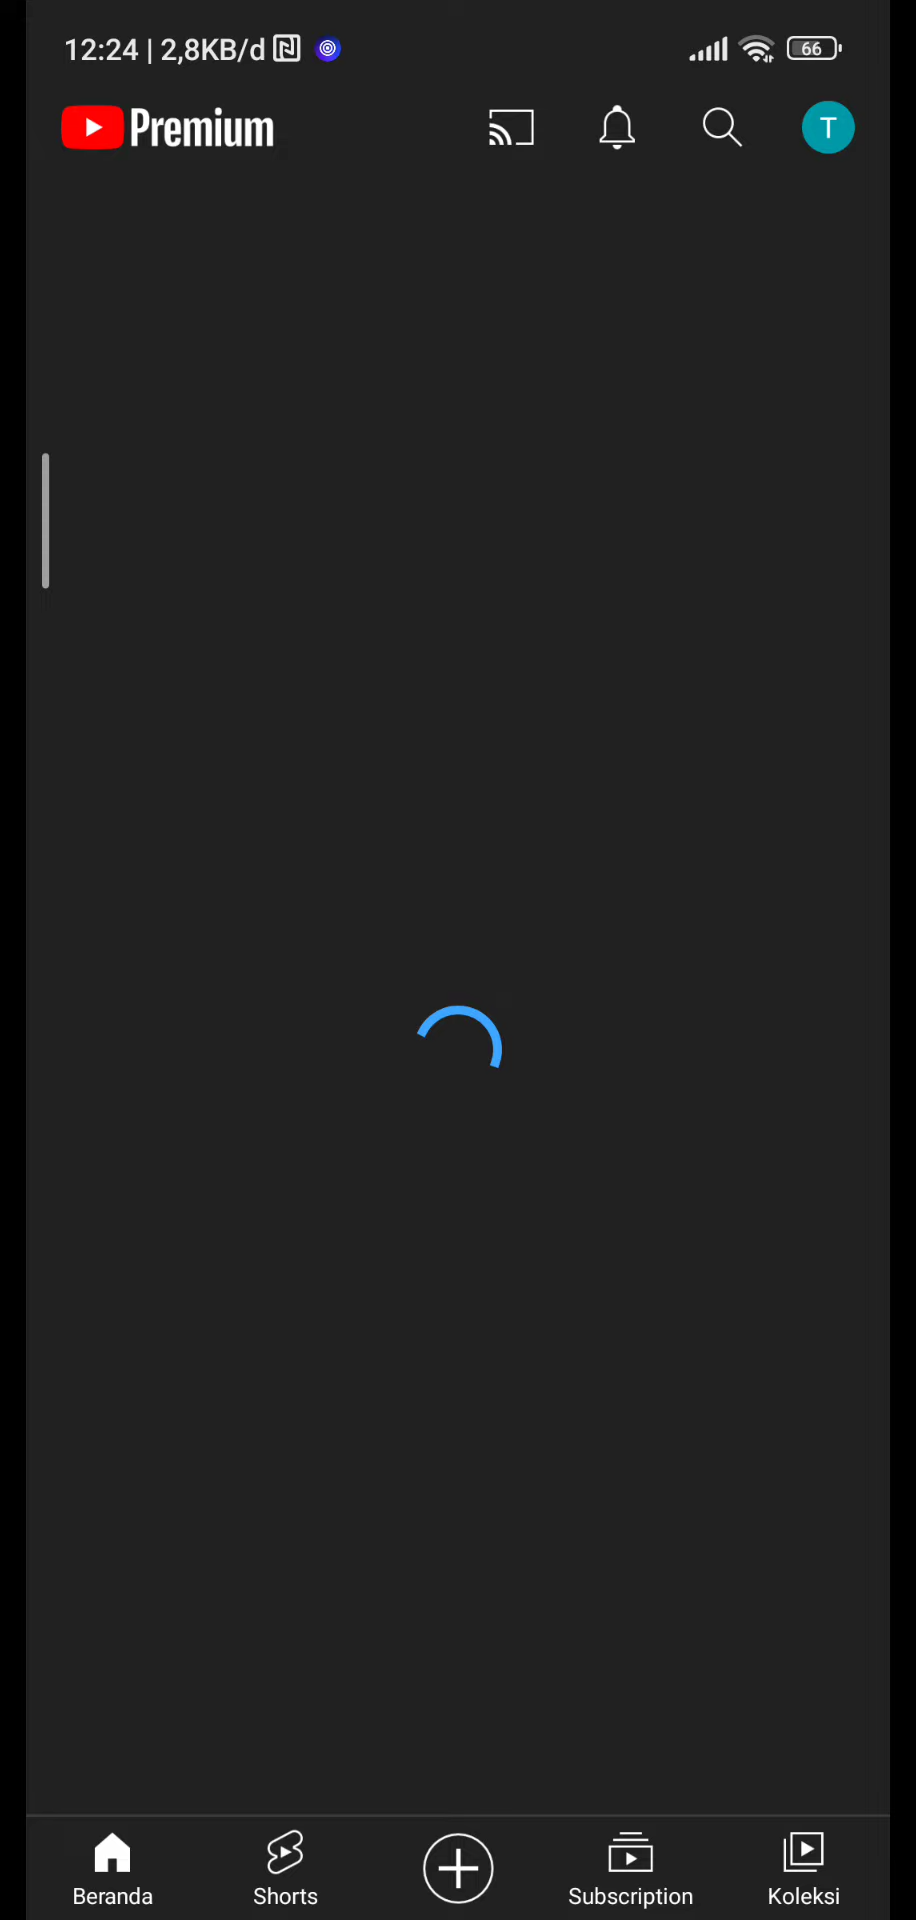 12:24 | 2,8KB/d
66
Premium
T
Beranda
Shorts
Subscription
Koleksi